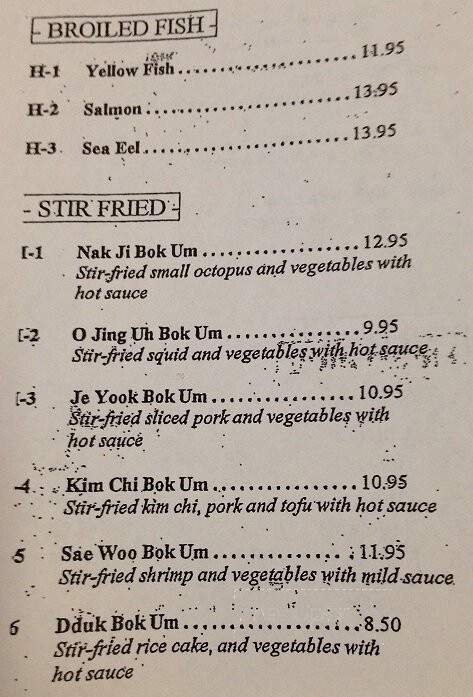 - BROILED FISH -
H-1 Yellow Fish.......................11.95
H-2 Salmon.......................13.95
H-3 Sea Eel.......................13.95
- STIR FRIED -
I-1 Nak Ji Bok Um...................12.95
Stir-fried small octopus and vegetables with
hot sauce
I-2 O Jing Uh Bok Um................9.95
Stir-fried squid and vegetables with hot sauce
I-3 Je Yook Bok Um.................10.95
Stir-fried sliced pork and vegetables with
hot sauce
-4 Kim Chi Bok Um................10.95
Stir-fried kim chi, pork and tofu with hot sauce
5 Sae Woo Bok Um................11.95
Stir-fried shrimp and vegetables with mild sauce
6 Dduk Bok Um....................8.50
Stir-fried rice cake, and vegetables with
hot sauce